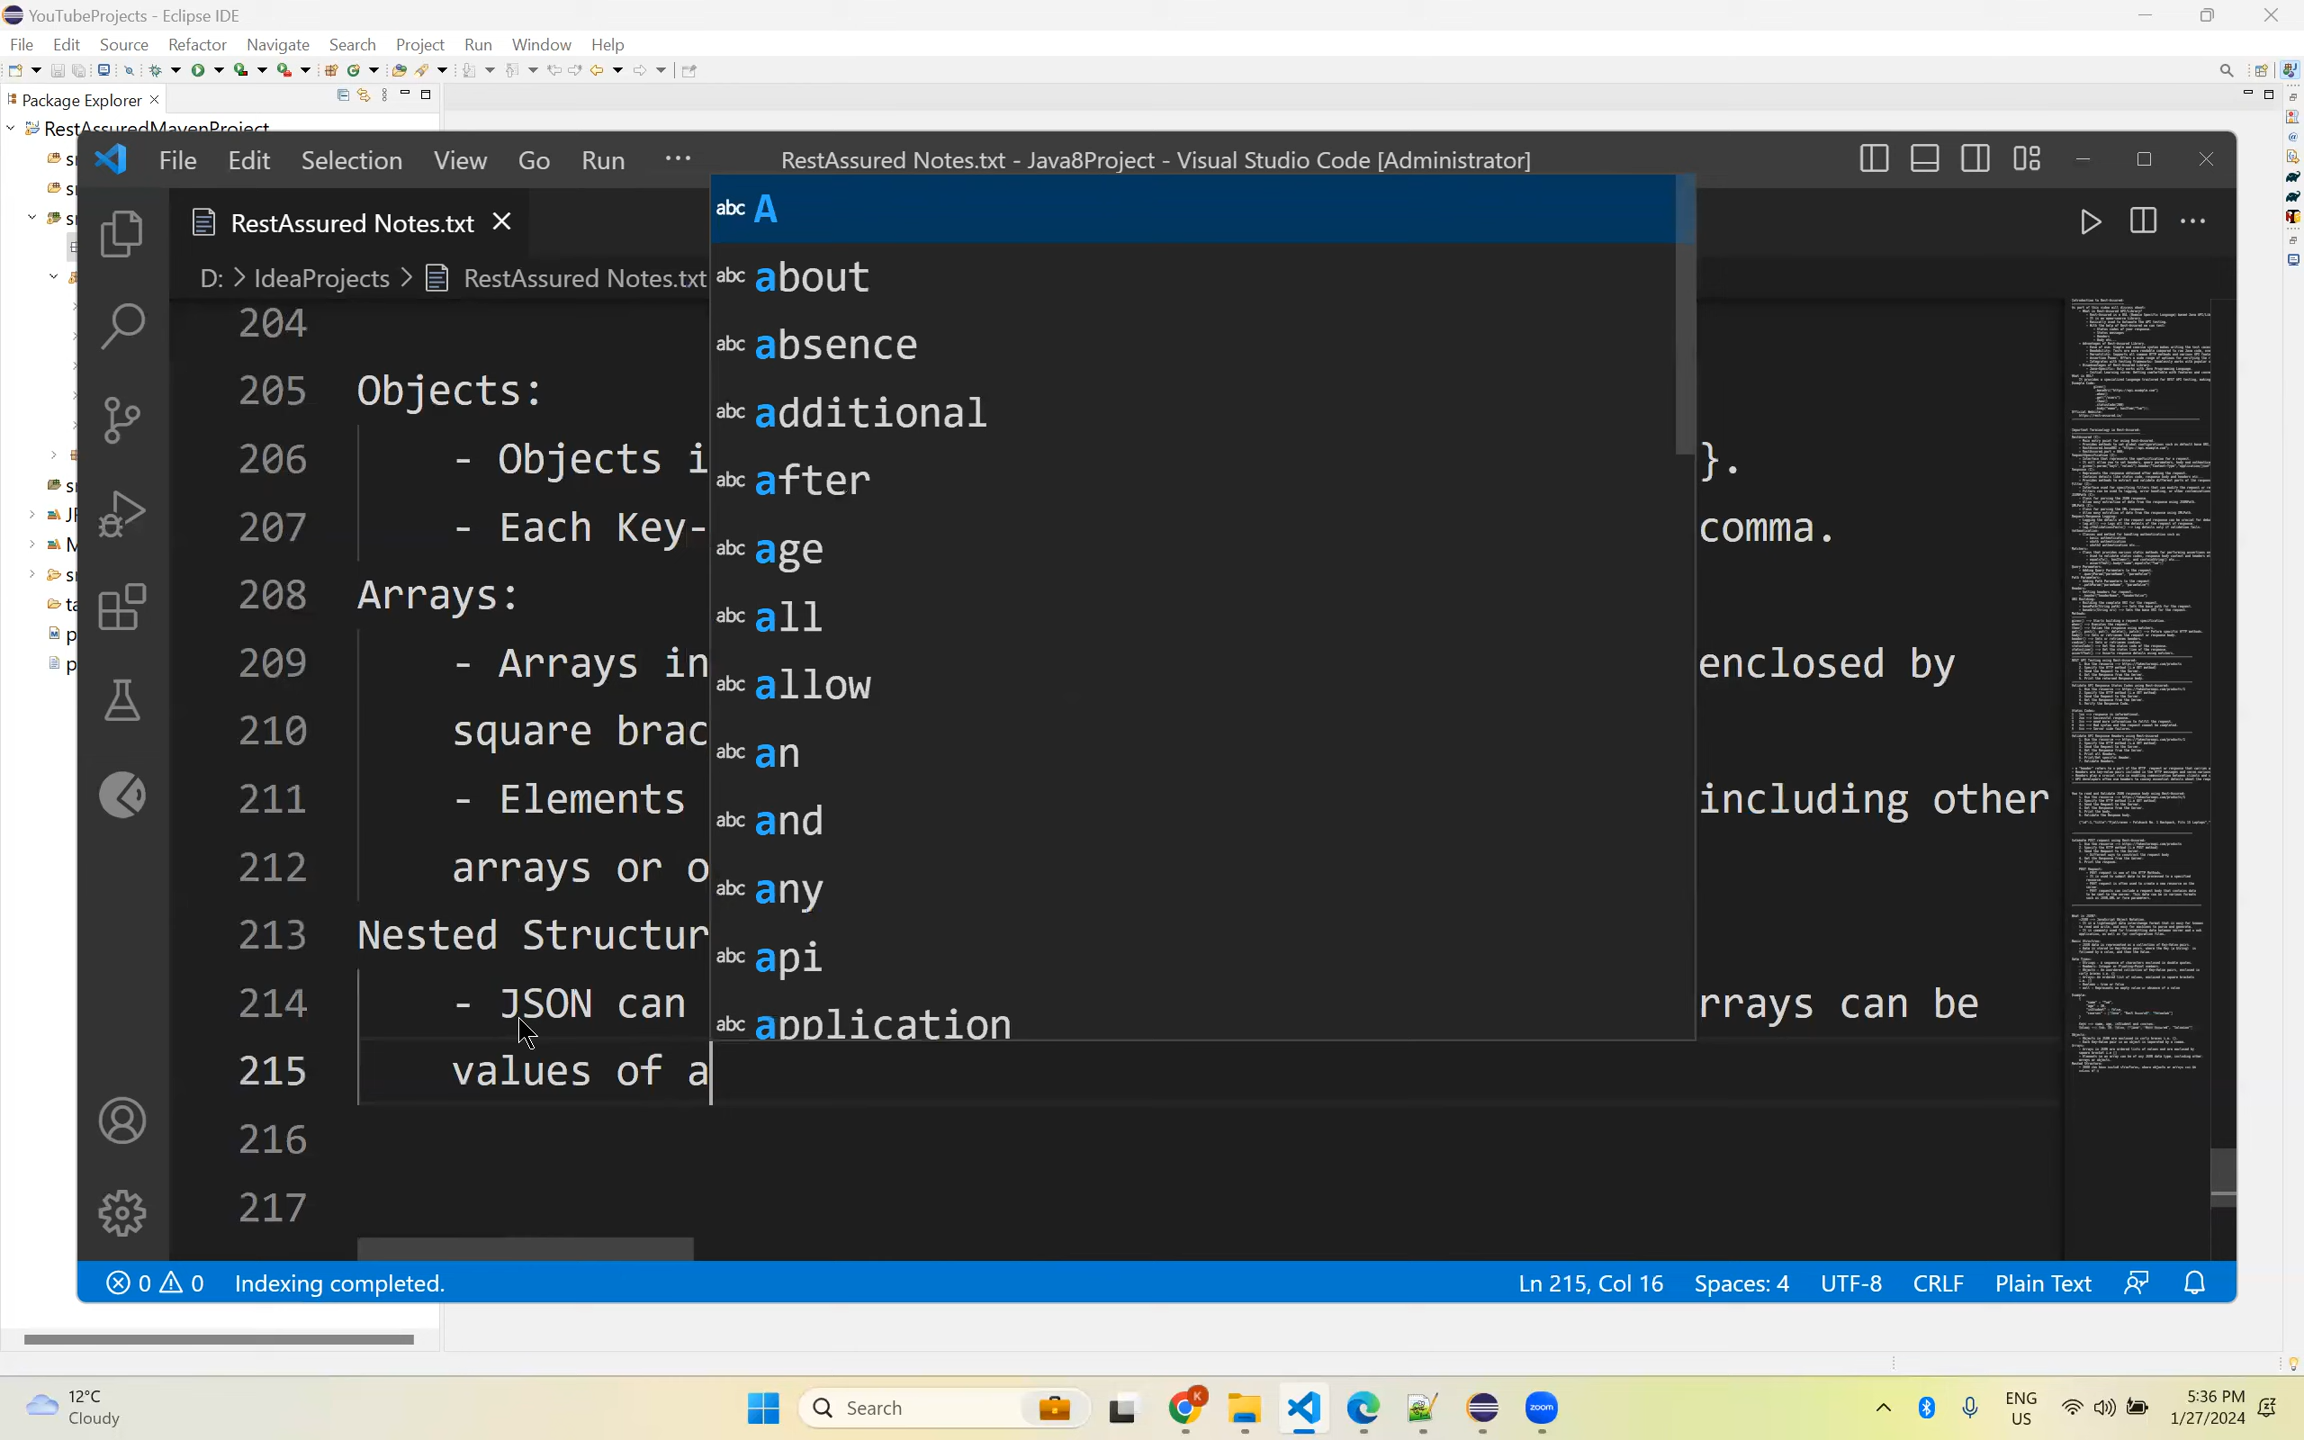 YouTubeProjects - Eclipse IDE
File Edit Source Refactor Navigate Search Project Run Window Help
Package Explorer
RestAssuredMavenProject
File Edit Selection View Go Run ··· RestAssured Notes.txt - Java8Project - Visual Studio Code [Administrator]
RestAssured Notes.txt
D: > IdeaProjects > RestAssured Notes.txt
abc A
abc about
abc absence
abc additional
abc after
abc age
abc all
abc allow
abc an
abc and
abc any
abc api
abc application
204
205 Objects:
206 - Objects i }.
207 - Each Key- comma.
208 Arrays:
209 - Arrays in enclosed by
210 square brac
211 - Elements including other
212 arrays or o
213 Nested Structur
214 - JSON can rrays can be
215 values of a
216
217
0 0 Indexing completed. Ln 215, Col 16 Spaces: 4 UTF-8 CRLF Plain Text
12°C
Cloudy
Search
zoom
ENG
US
5:36 PM
1/27/2024